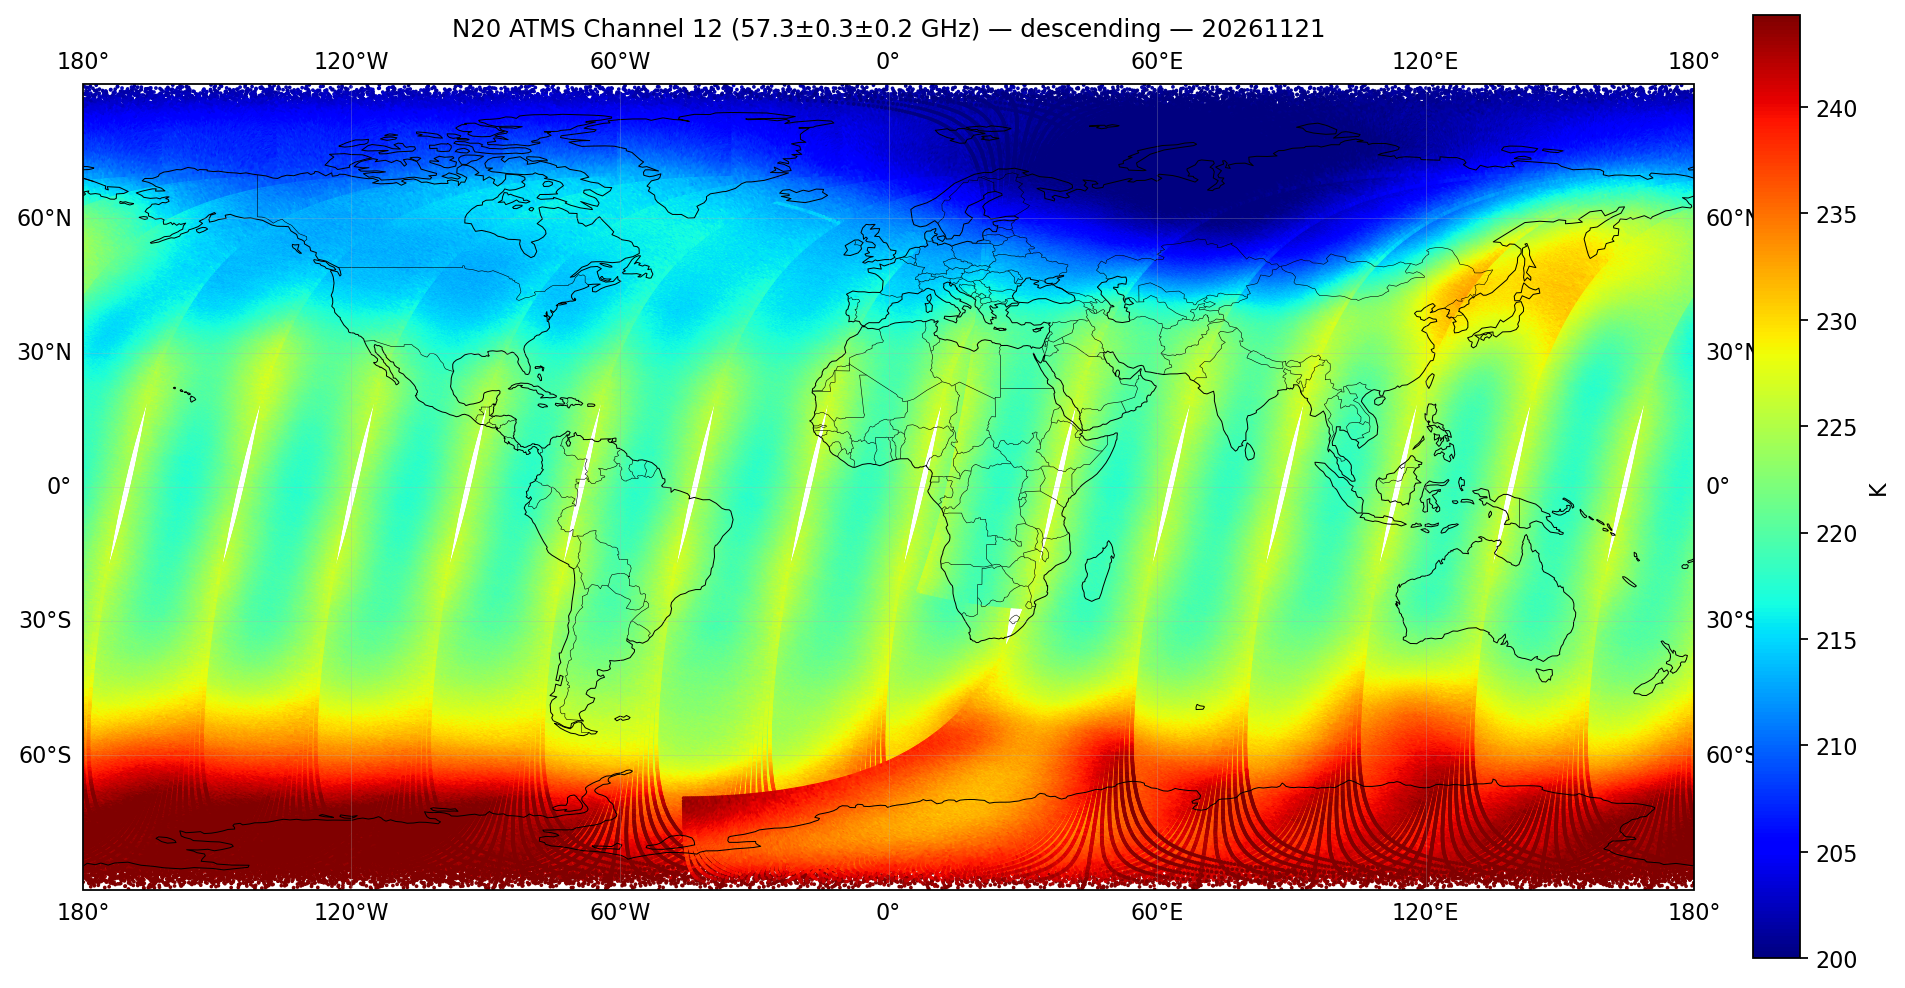 N20 ATMS Channel 12 (57.3±0.3±0.2 GHz) — descending — 20261121
180° 120°W 60°W 0° 60°E 120°E 180°
240
60°N 60°N
235
230
30°N 30°N
225
0° 0°
K
220
30°S 30°S
215
60°S 60°S
210
205
180° 120°W 60°W 0° 60°E 120°E 180°
200